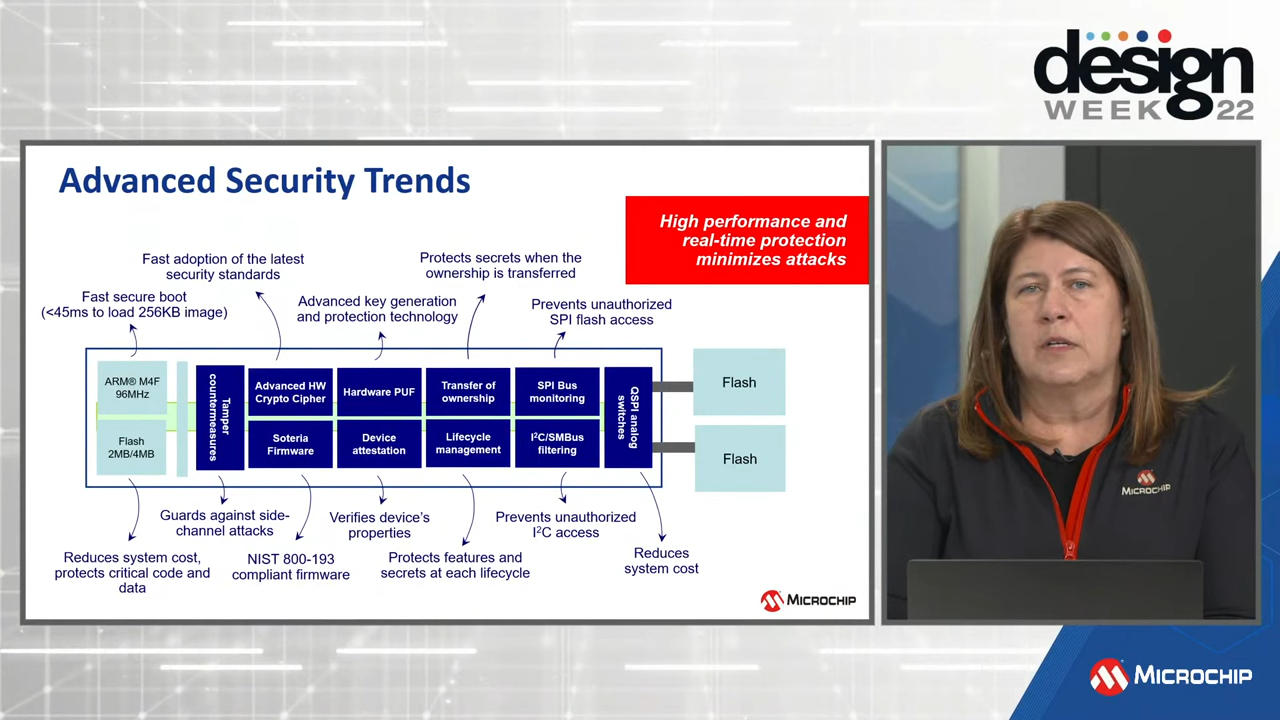 design
WEEK 22
Advanced Security Trends
High performance and
real-time protection
minimizes attacks
Fast adoption of the latest
security standards
Protects secrets when the
ownership is transferred
Fast secure boot
(<45ms to load 256KB image)
Advanced key generation
and protection technology
Prevents unauthorized
SPI flash access
ARM® M4F
96MHz
Flash
2MB/4MB
Tamper
countermeasures
Advanced HW
Crypto Cipher
Soteria
Firmware
Hardware PUF
Device
attestation
Transfer of
ownership
Lifecycle
management
SPI Bus
monitoring
I²C/SMBus
filtering
QSPI analog
switches
Flash
Flash
Guards against side-
channel attacks
Verifies device's
properties
Prevents unauthorized
I²C access
Reduces system cost,
protects critical code and
data
NIST 800-193
compliant firmware
Protects features and
secrets at each lifecycle
Reduces
system cost
MICROCHIP
MICROCHIP
MICROCHIP